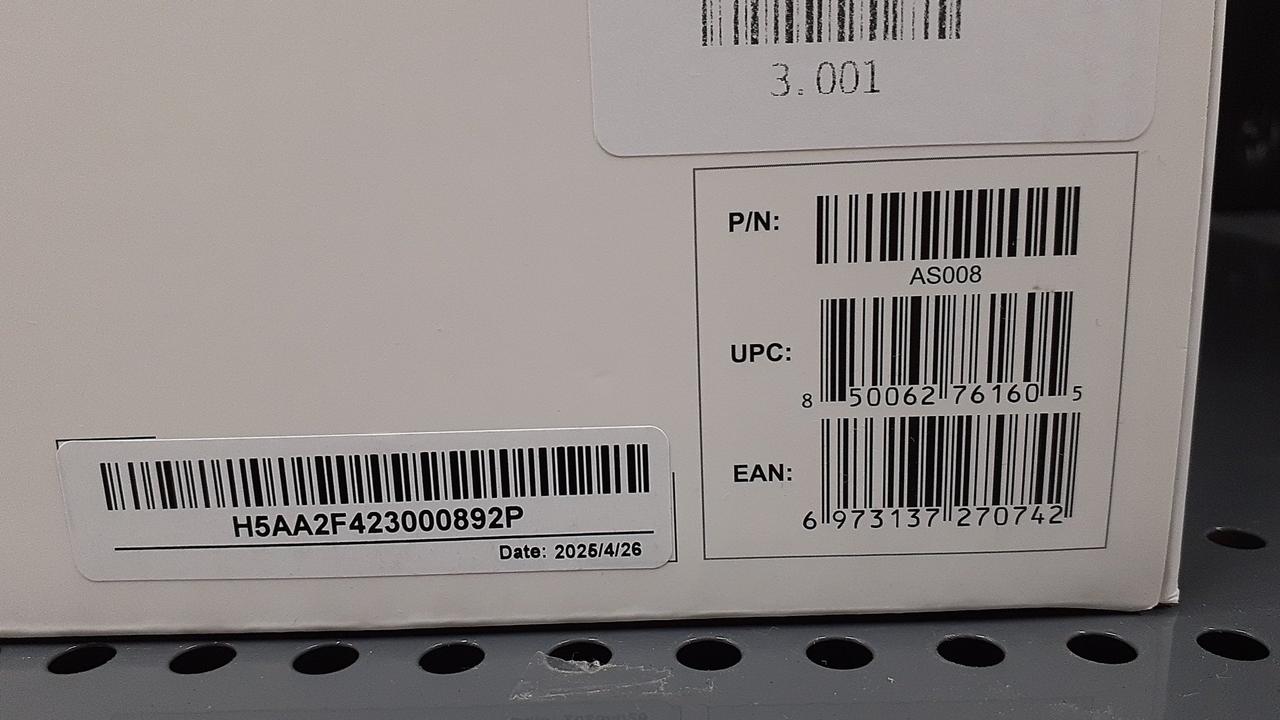 3.001
P/N:
AS008
UPC:
8 50062 76160 5
EAN:
6 973137 270742
H5AA2F423000892P
Date: 2025/4/26